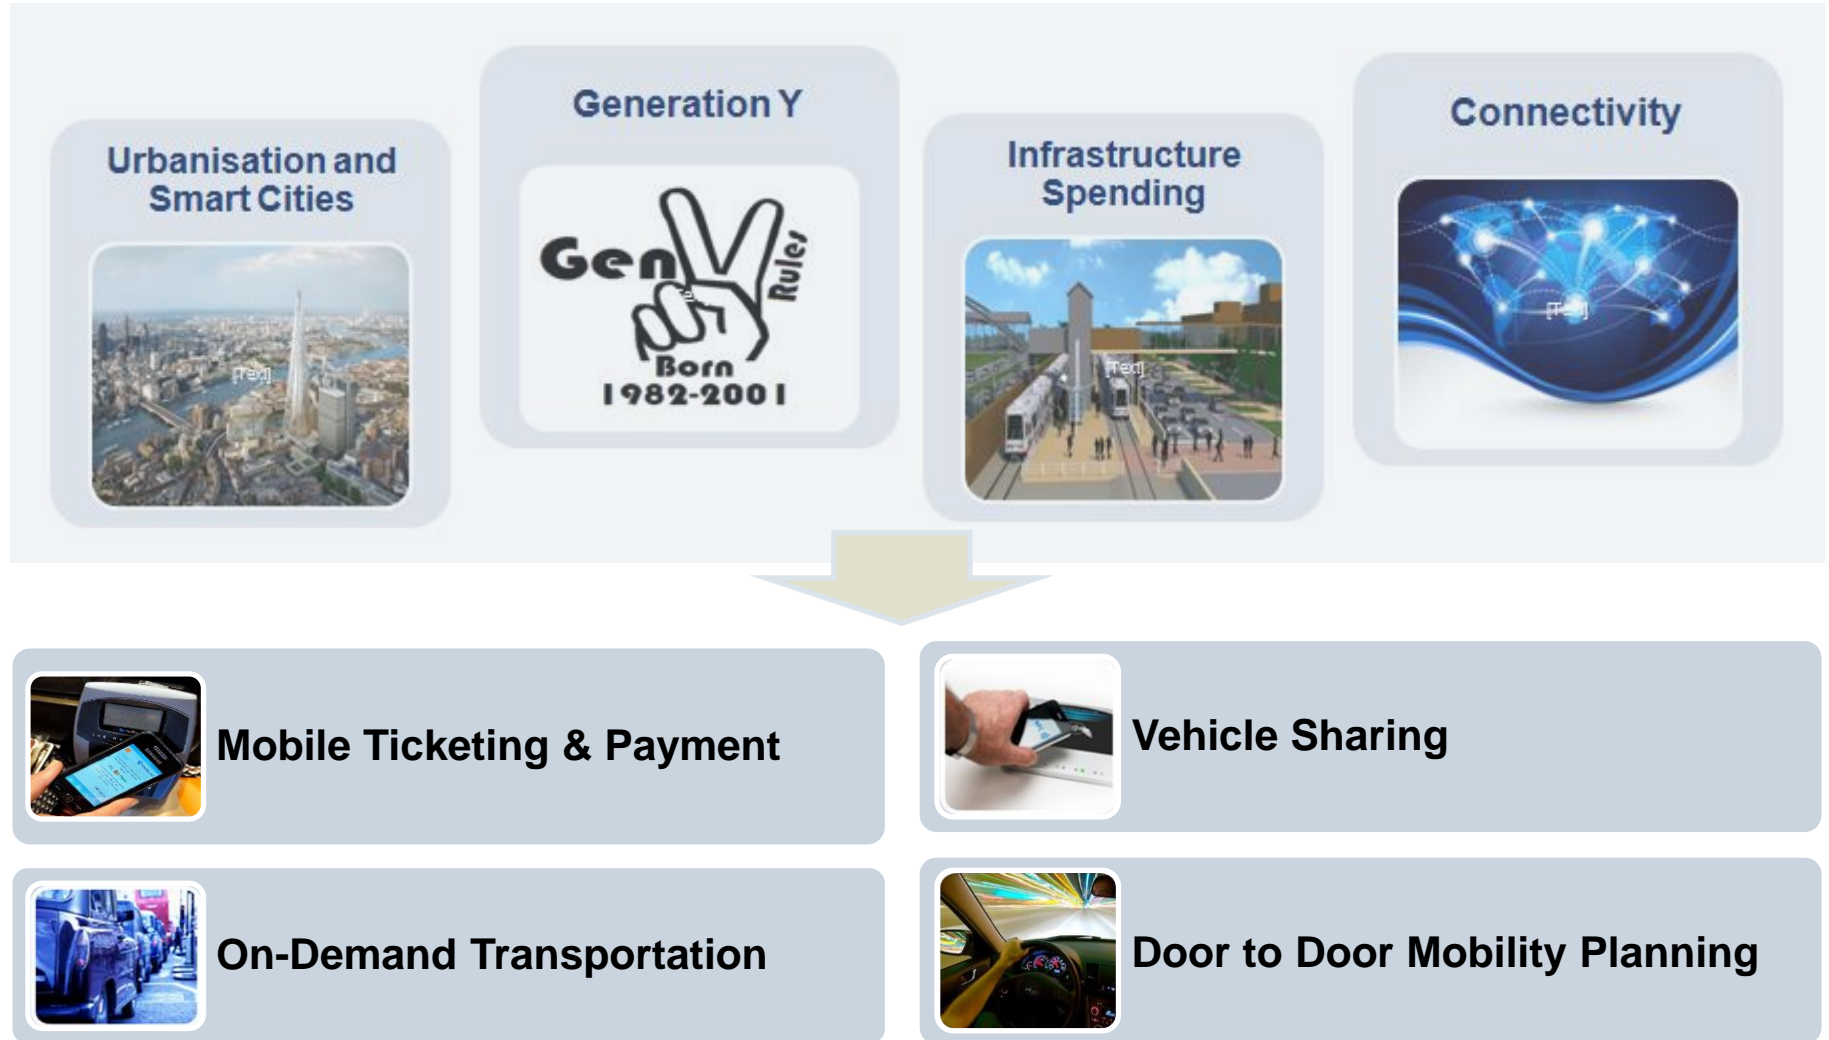 Urbanisation and
Smart Cities
[Text]
Generation Y
Gen Y
Rules
Born
1982-2001
Infrastructure
Spending
[Text]
Connectivity
[Text]
Mobile Ticketing & Payment
Vehicle Sharing
On-Demand Transportation
Door to Door Mobility Planning